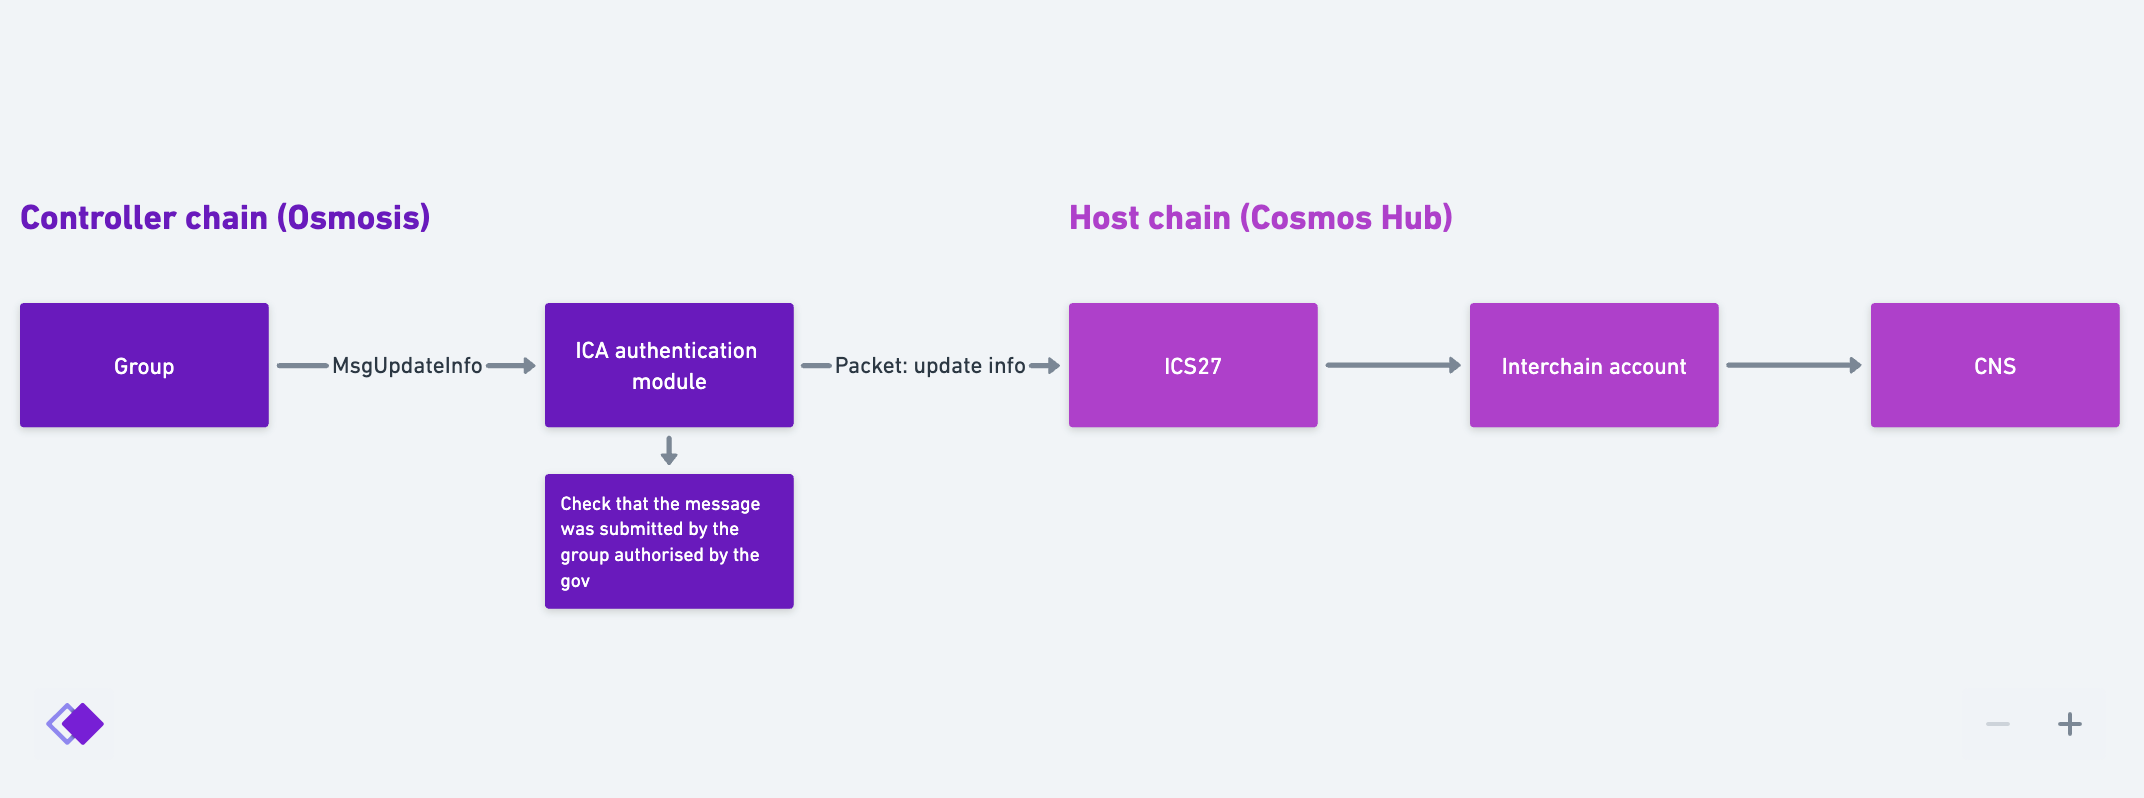 Controller chain (Osmosis)
Host chain (Cosmos Hub)
Group
MsgUpdateInfo
ICA authentication
module
Packet: update info
ICS27
Interchain account
CNS
Check that the message
was submitted by the
group authorised by the
gov